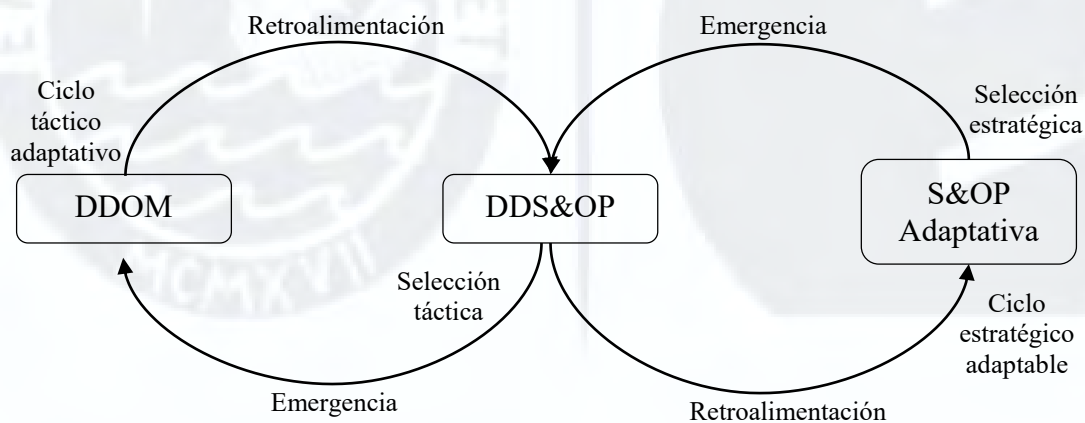 Retroalimentación
Emergencia
Ciclo
táctico
adaptativo
Selección
estratégica
DDOM
DDS&OP
S&OP
Adaptativa
MCMXVII
Selección
táctica
Ciclo
estratégico
adaptable
Emergencia
Retroalimentación